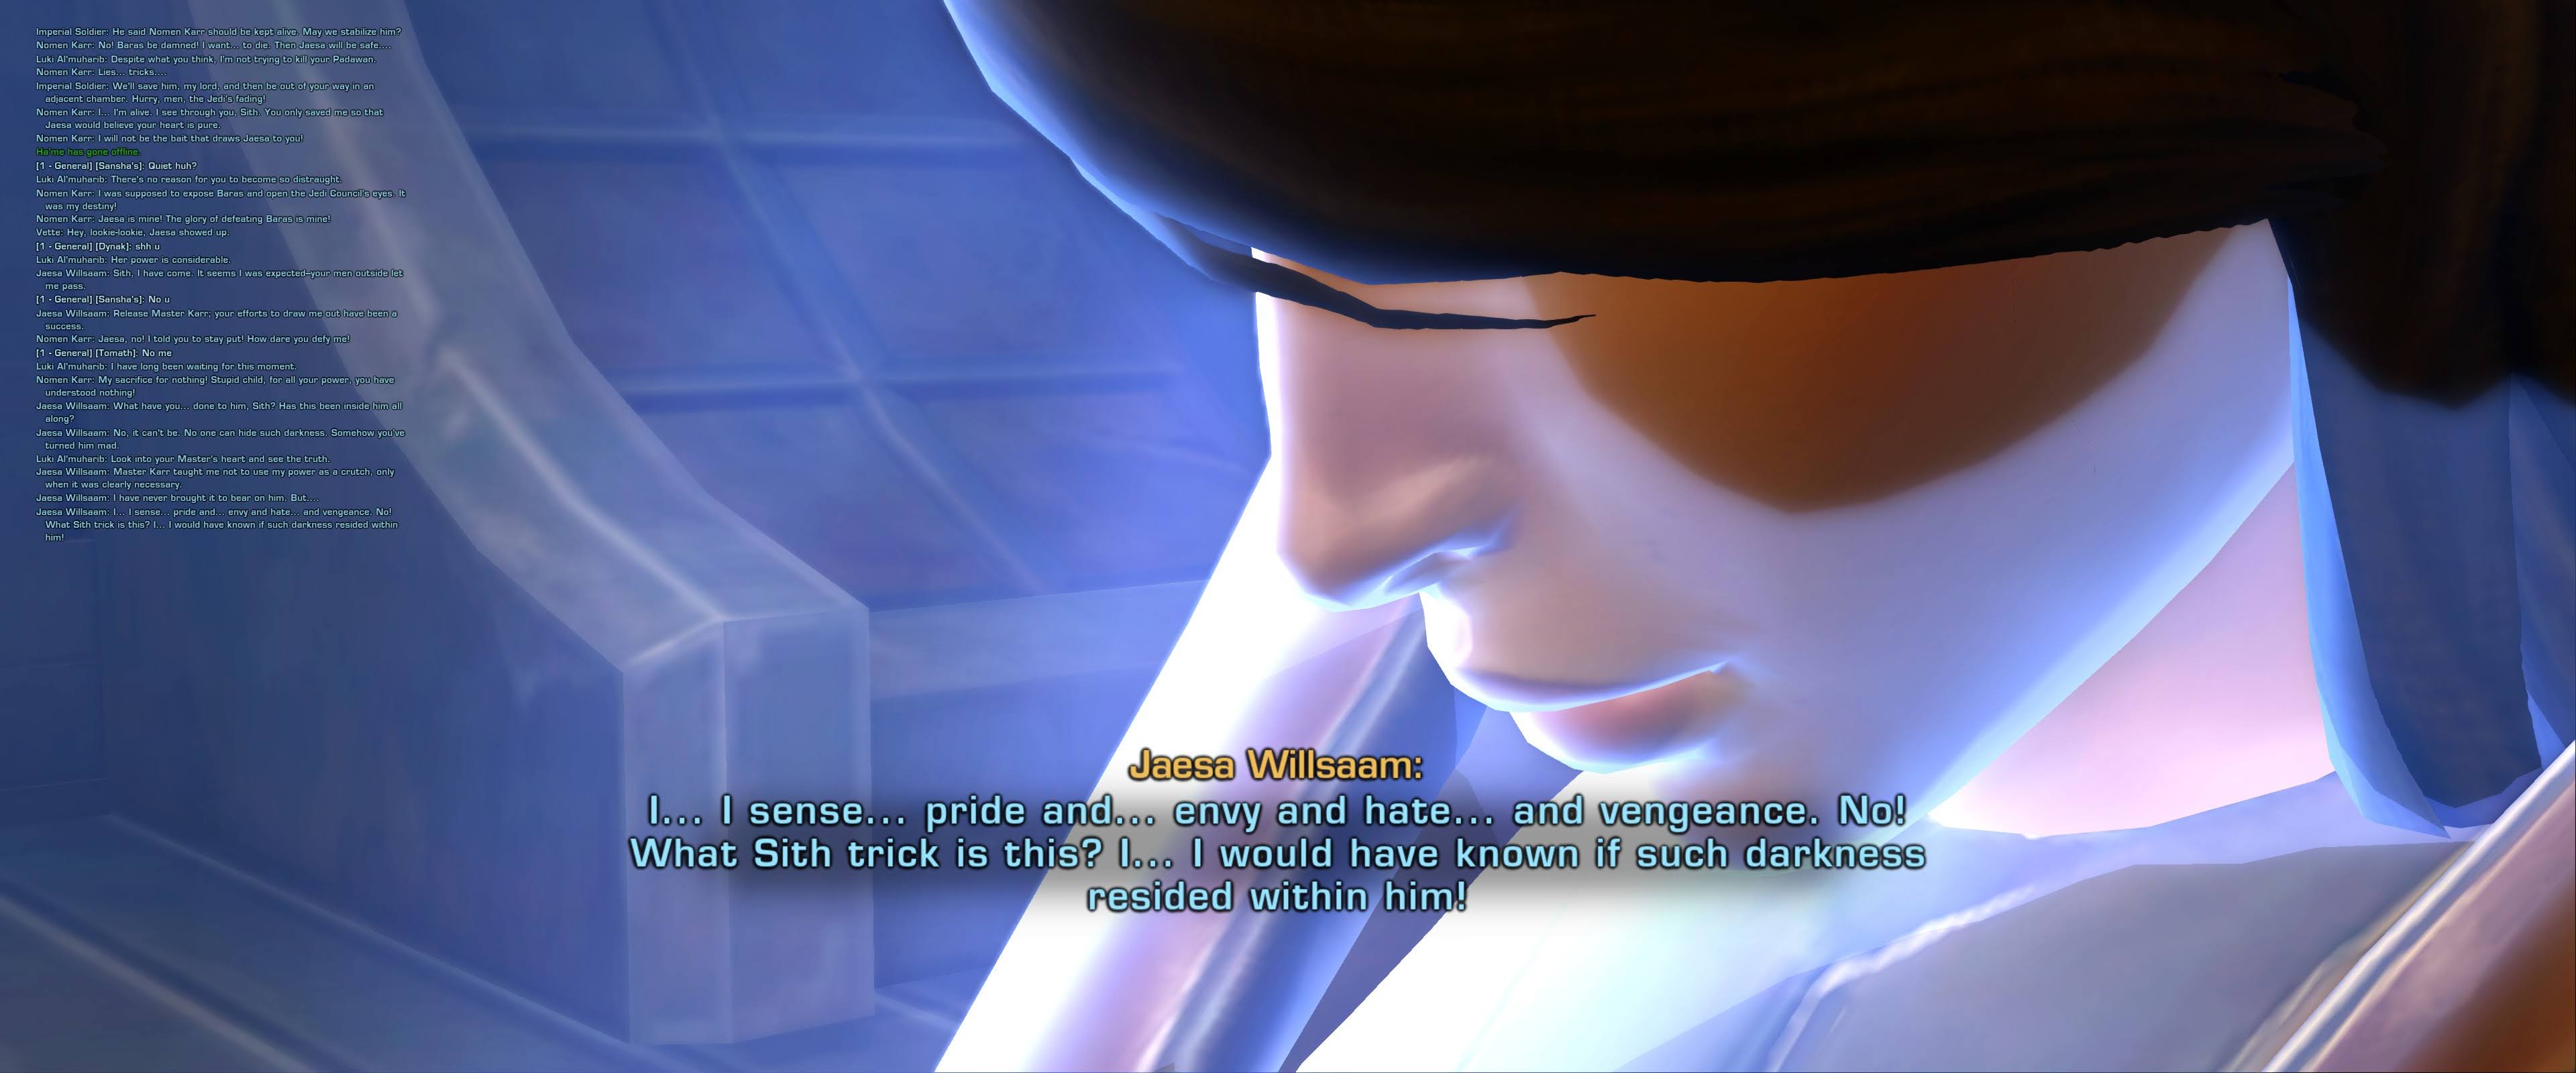 Imperial Soldier: He said Nomen Karr should be kept alive. May we stabilize him?
Nomen Karr: No! Baras be damned! I want... to die. Then Jaesa will be safe....
Luki Al'muharib: Despite what you think, I'm not trying to kill your Padawan.
Nomen Karr: Lies... tricks....
Imperial Soldier: We'll save him, my lord, and then be out of your way in an
adjacent chamber. Hurry, men, the Jedi's fading!
Nomen Karr: I... I'm alive. I see through you, Sith. You only saved me so that
Jaesa would believe your heart is pure.
Nomen Karr: I will not be the bait that draws Jaesa to you!
Ha'me has gone offline.
[1 - General] [Sansha's]: Quiet huh?
Luki Al'muharib: There's no reason for you to become so distraught.
Nomen Karr: I was supposed to expose Baras and open the Jedi Council's eyes. It
was my destiny!
Nomen Karr: Jaesa is mine! The glory of defeating Baras is mine!
Vette: Hey, lookie-lookie, Jaesa showed up.
[1 - General] [Dynak]: shh u
Luki Al'muharib: Her power is considerable.
Jaesa Willsaam: Sith, I have come. It seems I was expected—your men outside let
me pass.
[1 - General] [Sansha's]: No u
Jaesa Willsaam: Release Master Karr; your efforts to draw me out have been a
success.
Nomen Karr: Jaesa, no! I told you to stay put! How dare you defy me!
[1 - General] [Tomath]: No me
Luki Al'muharib: I have long been waiting for this moment.
Nomen Karr: My sacrifice for nothing! Stupid child, for all your power, you have
understood nothing!
Jaesa Willsaam: What have you... done to him, Sith? Has this been inside him all
along?
Jaesa Willsaam: No, it can't be. No one can hide such darkness. Somehow you've
turned him mad.
Luki Al'muharib: Look into your Master's heart and see the truth.
Jaesa Willsaam: Master Karr taught me not to use my power as a crutch, only
when it was clearly necessary.
Jaesa Willsaam: I have never brought it to bear on him. But....
Jaesa Willsaam: I... I sense... pride and... envy and hate... and vengeance. No!
What Sith trick is this? I... I would have known if such darkness resided within
him!
Jaesa Willsaam:
I... I sense... pride and... envy and hate... and vengeance. No!
What Sith trick is this? I... I would have known if such darkness
resided within him!